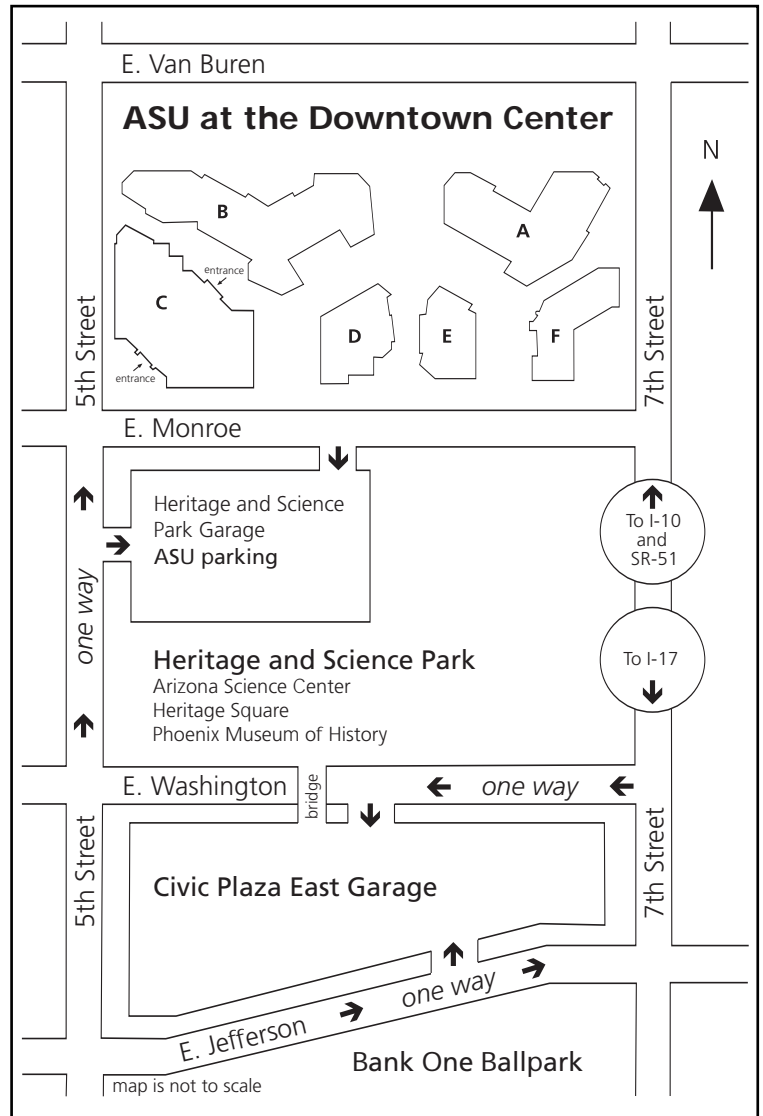 E. Van Buren
ASU at the Downtown Center
N
B
A
entrance
C
D
E
F
entrance
5th Street
7th Street
E. Monroe
Heritage and Science
Park Garage
ASU parking
To I-10
and
SR-51
one way
Heritage and Science Park
Arizona Science Center
Heritage Square
Phoenix Museum of History
To I-17
E. Washington
bridge
one way
5th Street
7th Street
Civic Plaza East Garage
E. Jefferson
one way
Bank One Ballpark
map is not to scale